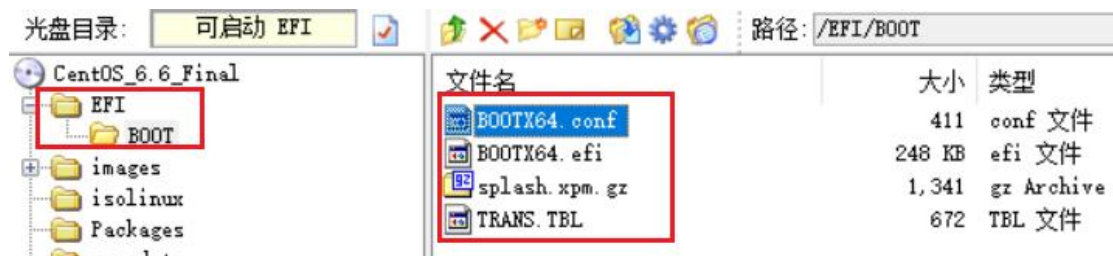 光盘目录: 可启动 EFI 路径: /EFI/BOOT
CentOS_6.6_Final
EFI
BOOT
images
isolinux
Packages
文件名 大小 类型
BOOTX64.conf 411 conf 文件
BOOTX64.efi 248 KB efi 文件
splash.xpm.gz 1,341 gz Archive
TRANS.TBL 672 TBL 文件